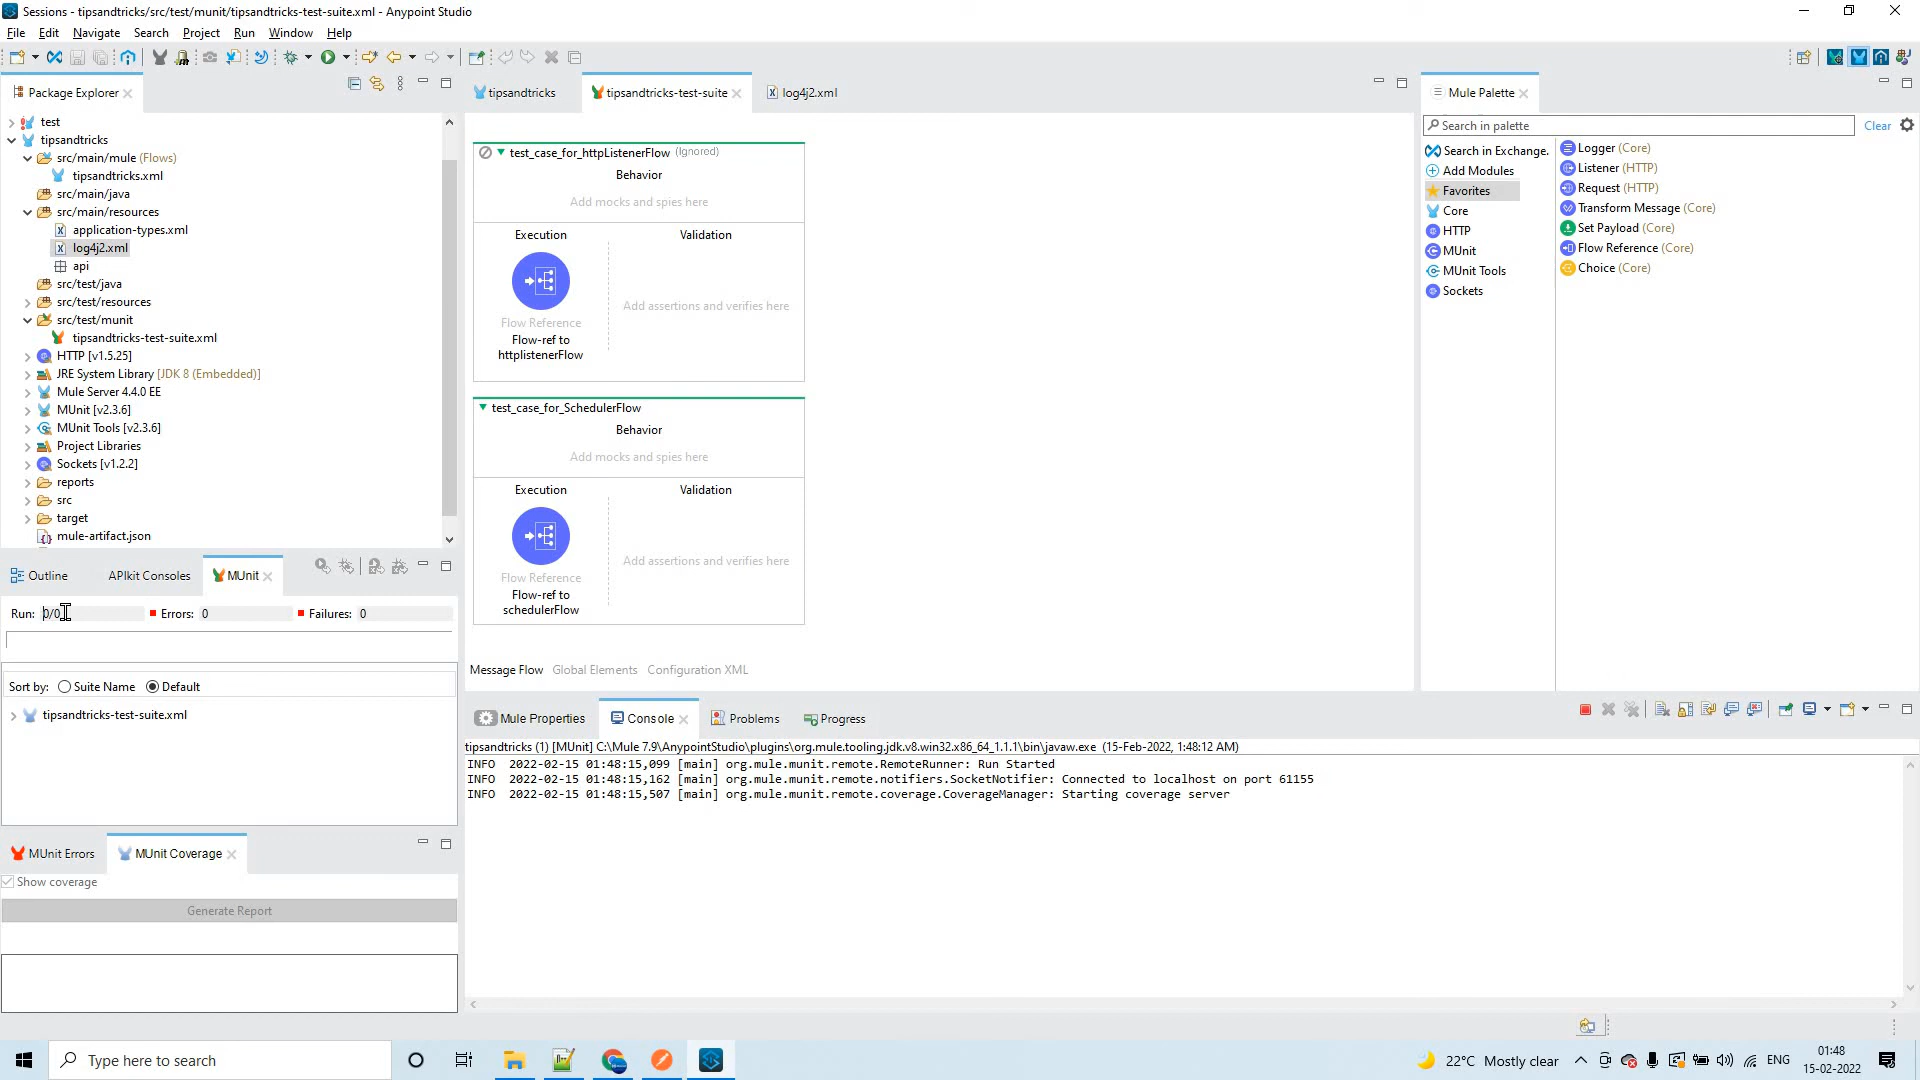 Sessions - tipsandtricks/src/test/munit/tipsandtricks-test-suite.xml - Anypoint Studio
File Edit Navigate Search Project Run Window Help
Package Explorer
test
tipsandtricks
src/main/mule (Flows)
tipsandtricks.xml
src/main/java
src/main/resources
application-types.xml
log4j2.xml
api
src/test/java
src/test/resources
src/test/munit
tipsandtricks-test-suite.xml
HTTP [v1.5.25]
JRE System Library [JDK 8 (Embedded)]
Mule Server 4.4.0 EE
MUnit [v2.3.6]
MUnit Tools [v2.3.6]
Project Libraries
Sockets [v1.2.2]
reports
src
target
mule-artifact.json
Outline APIkit Consoles MUnit
Run: 0/0 Errors: 0 Failures: 0
Sort by: Suite Name Default
tipsandtricks-test-suite.xml
MUnit Errors MUnit Coverage
Show coverage
Generate Report
tipsandtricks tipsandtricks-test-suite log4j2.xml
test_case_for_httpListenerFlow (Ignored)
Behavior
Add mocks and spies here
Execution Validation
Add assertions and verifies here
Flow Reference
Flow-ref to
httplistenerFlow
test_case_for_SchedulerFlow
Behavior
Add mocks and spies here
Execution Validation
Add assertions and verifies here
Flow Reference
Flow-ref to
schedulerFlow
Message Flow Global Elements Configuration XML
Mule Properties Console Problems Progress
tipsandtricks (1) [MUnit] C:\Mule 7.9\AnypointStudio\plugins\org.mule.tooling.jdk.v8.win32.x86_64_1.1.1\bin\javaw.exe (15-Feb-2022, 1:48:12 AM)
INFO 2022-02-15 01:48:15,099 [main] org.mule.munit.remote.RemoteRunner: Run Started
INFO 2022-02-15 01:48:15,162 [main] org.mule.munit.remote.notifiers.SocketNotifier: Connected to localhost on port 61155
INFO 2022-02-15 01:48:15,507 [main] org.mule.munit.remote.coverage.CoverageManager: Starting coverage server
Mule Palette
Search in palette Clear
Search in Exchange.
Add Modules
Favorites
Core
HTTP
MUnit
MUnit Tools
Sockets
Logger (Core)
Listener (HTTP)
Request (HTTP)
Transform Message (Core)
Set Payload (Core)
Flow Reference (Core)
Choice (Core)
Type here to search
22°C Mostly clear
ENG
01:48
15-02-2022